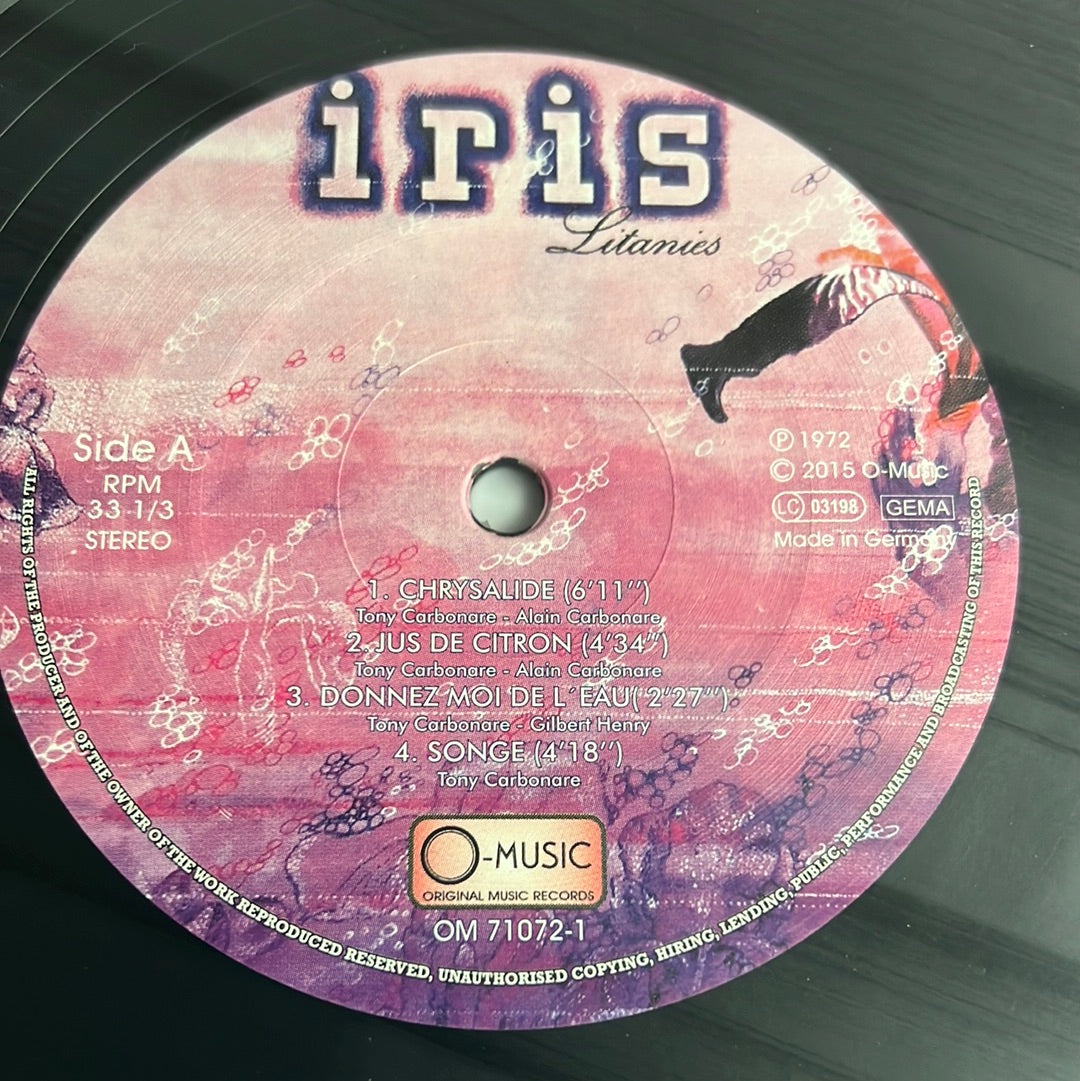 iris
Litanies
Side A
RPM
33 1/3
STEREO
℗ 1972
© 2015 O-Music
LC 03198 GEMA
Made in Germany
1. CHRYSALIDE (6'11'')
Tony Carbonare - Alain Carbonare
2. JUS DE CITRON (4'34'')
Tony Carbonare - Alain Carbonare
3. DONNEZ MOI DE L´EAU( 2'27'')
Tony Carbonare - Gilbert Henry
4. SONGE (4'18'')
Tony Carbonare
O-MUSIC
ORIGINAL MUSIC RECORDS
OM 71072-1
ALL RIGHTS OF THE PRODUCER AND OF THE OWNER OF THE WORK REPRODUCED RESERVED, UNAUTHORISED COPYING, HIRING, LENDING, PUBLIC, PERFORMANCE AND BROADCASTING OF THIS RECORD